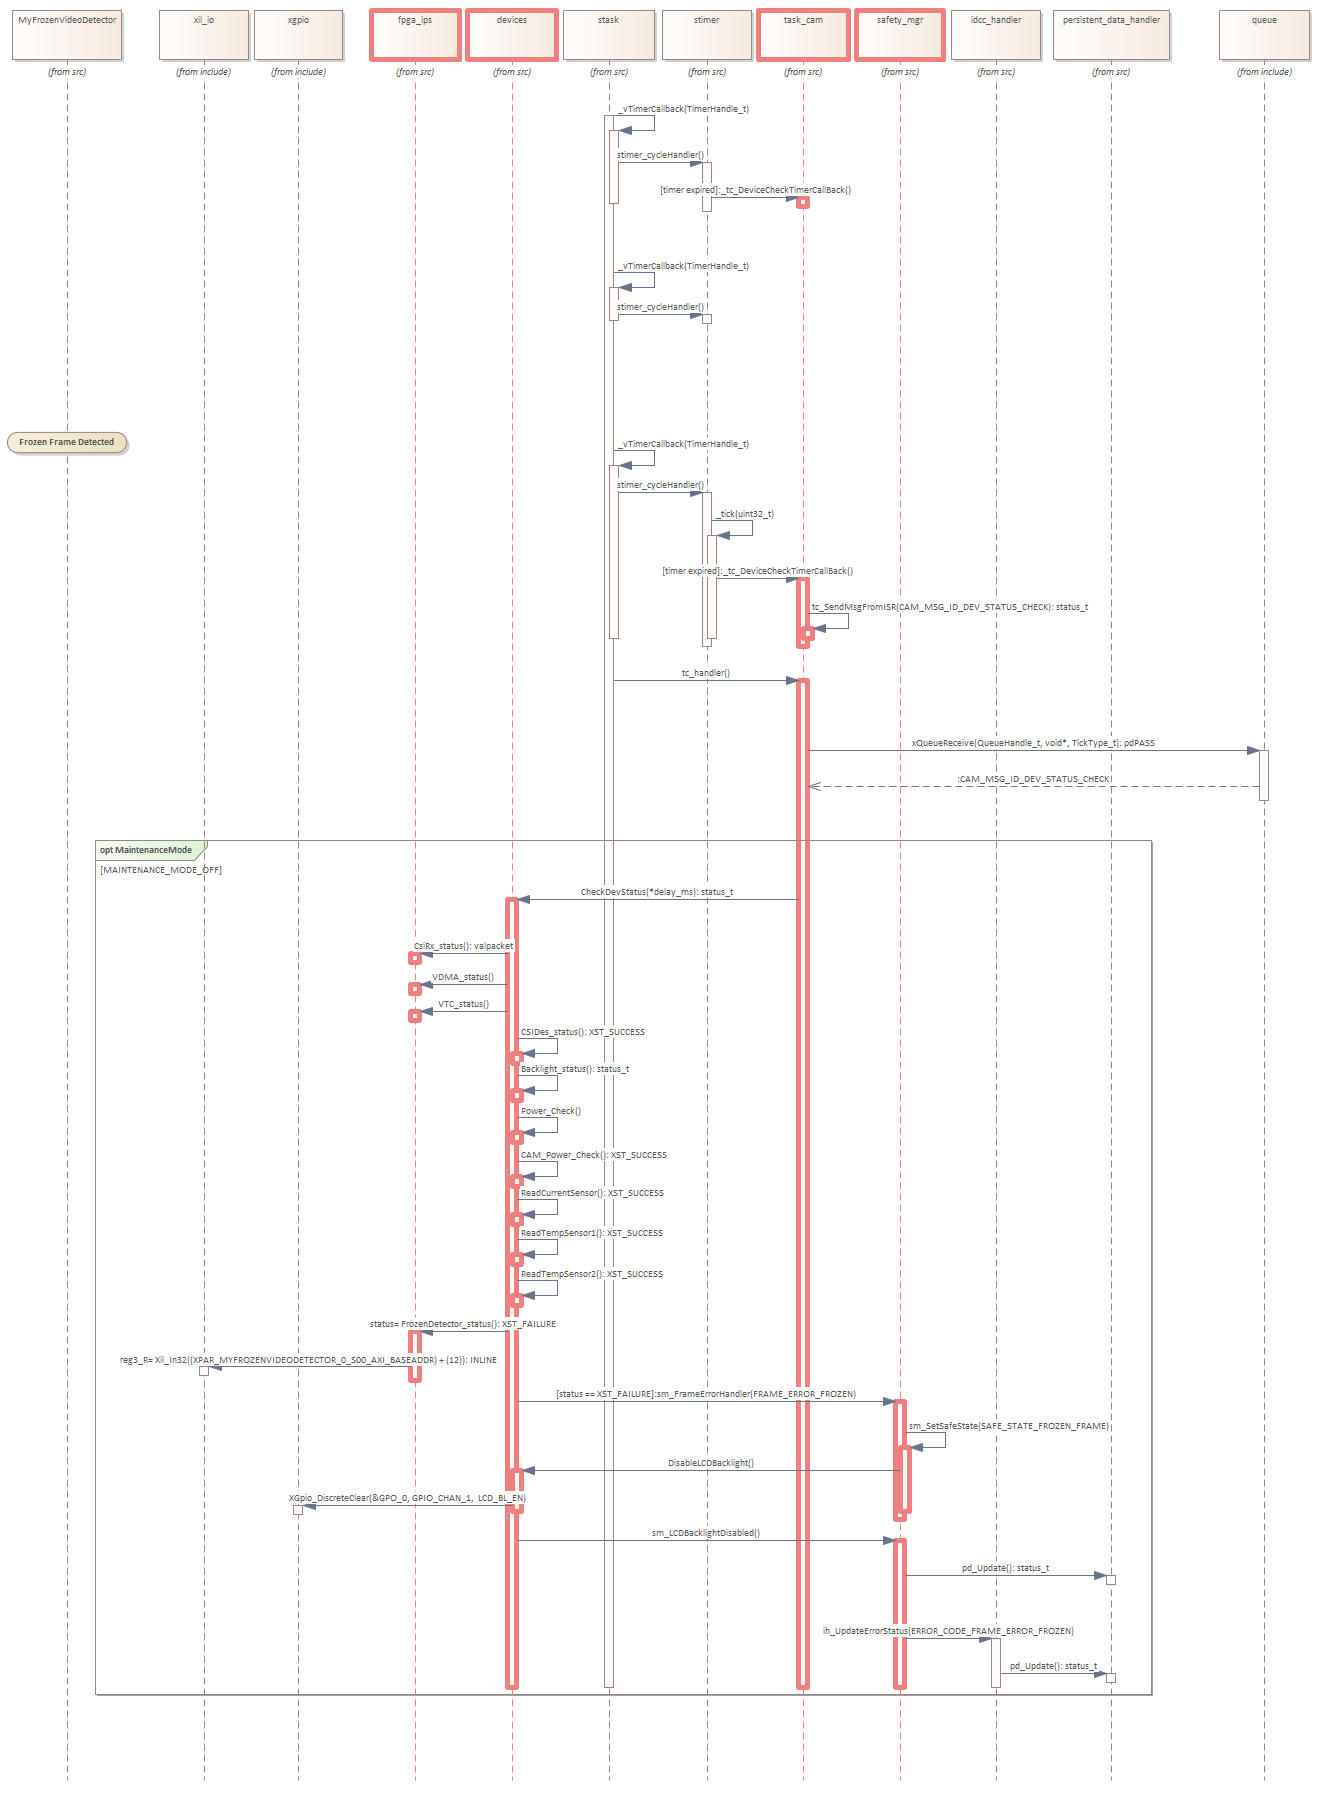 MyFrozenVideoDetector
xil_io
xgpio
fpga_ips
devices
stask
stimer
task_cam
safety_mgr
idcc_handler
persistent_data_handler
queue
(from src)
(from include)
(from include)
(from src)
(from src)
(from src)
(from src)
(from src)
(from src)
(from src)
(from src)
(from include)
_vTimerCallback(TimerHandle_t)
stimer_cycleHandler()
[timer expired]:_tc_DeviceCheckTimerCallBack()
_vTimerCallback(TimerHandle_t)
stimer_cycleHandler()
Frozen Frame Detected
_vTimerCallback(TimerHandle_t)
stimer_cycleHandler()
_tick(uint32_t)
[timer expired]:_tc_DeviceCheckTimerCallBack()
tc_SendMsgFromISR(CAM_MSG_ID_DEV_STATUS_CHECK): status_t
tc_handler()
xQueueReceive(QueueHandle_t, void*, TickType_t): pdPASS
:CAM_MSG_ID_DEV_STATUS_CHECK
opt MaintenanceMode
[MAINTENANCE_MODE_OFF]
CheckDevStatus(*delay_ms): status_t
CsiRx_status(): valpacket
VDMA_status()
VTC_status()
CSIDes_status(): XST_SUCCESS
Backlight_status(): status_t
Power_Check()
CAM_Power_Check(): XST_SUCCESS
ReadCurrentSensor(): XST_SUCCESS
ReadTempSensor1(): XST_SUCCESS
ReadTempSensor2(): XST_SUCCESS
status= FrozenDetector_status(): XST_FAILURE
reg3_R= Xil_In32((XPAR_MYFROZENVIDEODETECTOR_0_S00_AXI_BASEADDR) + (12)): INLINE
[status == XST_FAILURE]:sm_FrameErrorHandler(FRAME_ERROR_FROZEN)
sm_SetSafeState(SAFE_STATE_FROZEN_FRAME)
DisableLCDBacklight()
XGpio_DiscreteClear(&GPO_0, GPIO_CHAN_1, LCD_BL_EN)
sm_LCDBacklightDisabled()
pd_Update(): status_t
ih_UpdateErrorStatus(ERROR_CODE_FRAME_ERROR_FROZEN)
pd_Update(): status_t